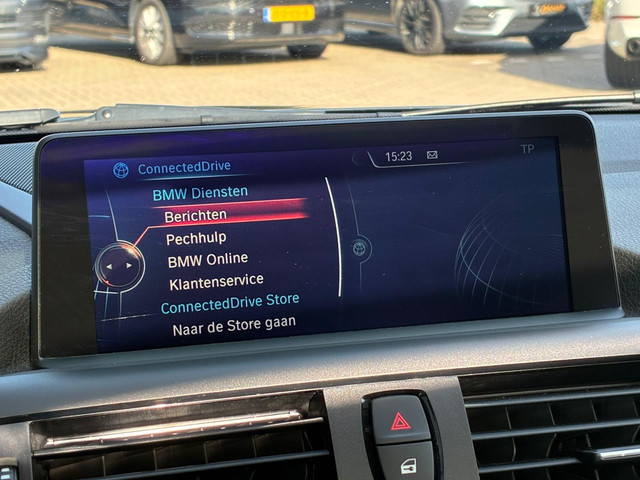 ConnectedDrive
15:23
TP
BMW Diensten
Berichten
Pechhulp
BMW Online
Klantenservice
ConnectedDrive Store
Naar de Store gaan